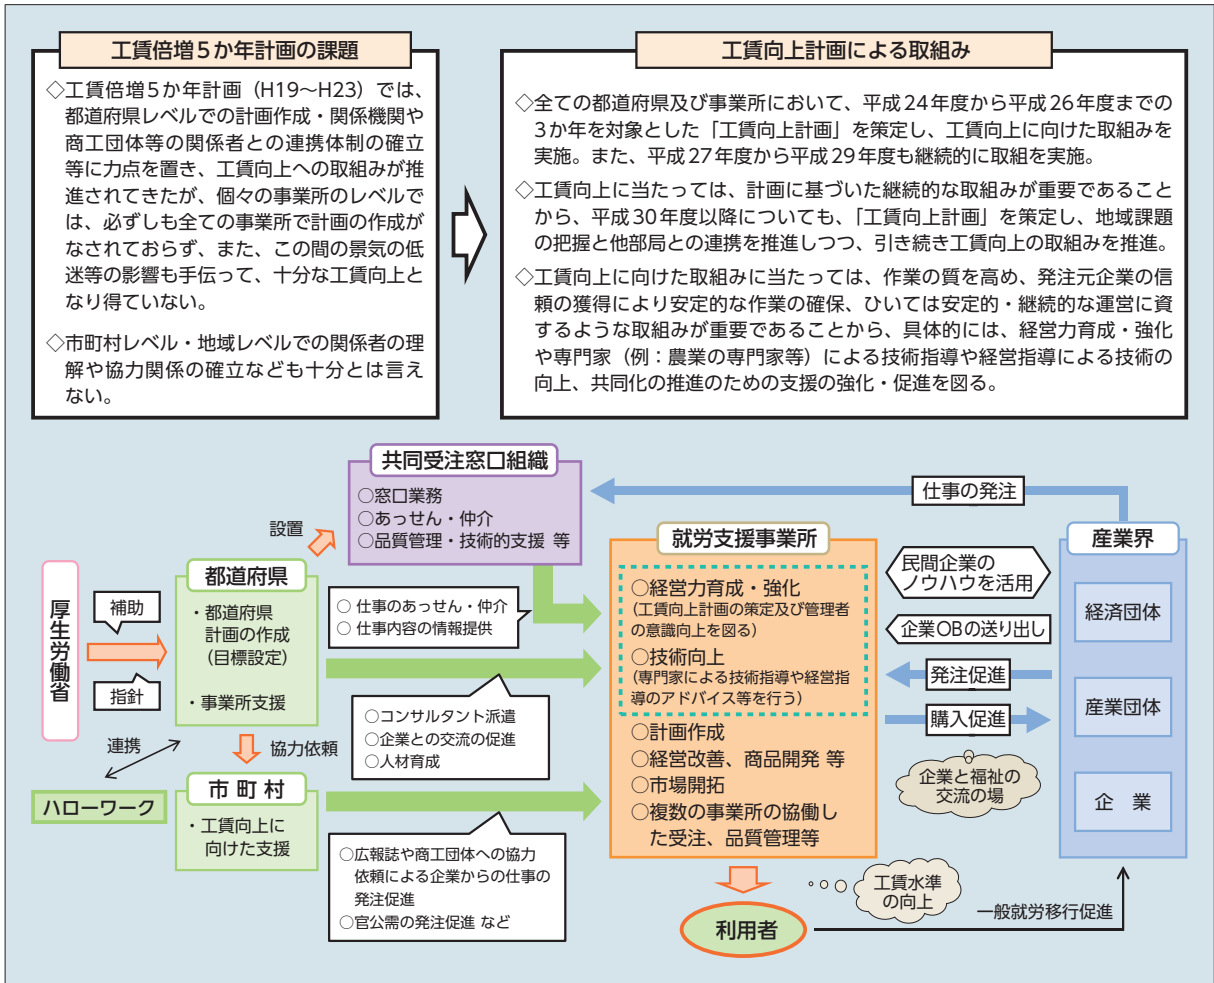 工賃倍増5か年計画の課題
◇工賃倍増5か年計画（H19〜H23）では、
都道府県レベルでの計画作成・関係機関や
商工団体等の関係者との連携体制の確立
等に力点を置き、工賃向上への取組みが推
進されてきたが、個々の事業所のレベルで
は、必ずしも全ての事業所で計画の作成が
なされておらず、また、この間の景気の低
迷等の影響も手伝って、十分な工賃向上と
なり得ていない。
◇市町村レベル・地域レベルでの関係者の理
解や協力関係の確立なども十分とは言え
ない。
工賃向上計画による取組み
◇全ての都道府県及び事業所において、平成24年度から平成26年度までの
3か年を対象とした「工賃向上計画」を策定し、工賃向上に向けた取組みを
実施。また、平成27年度から平成29年度も継続的に取組を実施。
◇工賃向上に当たっては、計画に基づいた継続的な取組みが重要であること
から、平成30年度以降についても、「工賃向上計画」を策定し、地域課題
の把握と他部局との連携を推進しつつ、引き続き工賃向上の取組みを推進。
◇工賃向上に向けた取組みに当たっては、作業の質を高め、発注元企業の信
頼の獲得により安定的な作業の確保、ひいては安定的・継続的な運営に資
するような取組みが重要であることから、具体的には、経営力育成・強化
や専門家（例：農業の専門家等）による技術指導や経営指導による技術の
向上、共同化の推進のための支援の強化・促進を図る。
共同受注窓口組織
○窓口業務
○あっせん・仲介
○品質管理・技術的支援 等
設置
仕事の発注
厚生労働省
補助
指針
都道府県
・都道府県
計画の作成
（目標設定）
・事業所支援
○ 仕事のあっせん・仲介
○ 仕事内容の情報提供
○コンサルタント派遣
○企業との交流の促進
○人材育成
連携
協力依頼
ハローワーク
市町村
・工賃向上に
向けた支援
○広報誌や商工団体への協力
依頼による企業からの仕事の
発注促進
○官公需の発注促進 など
就労支援事業所
○経営力育成・強化
（工賃向上計画の策定及び管理者
の意識向上を図る）
○技術向上
（専門家による技術指導や経営指
導のアドバイス等を行う）
○計画作成
○経営改善、商品開発 等
○市場開拓
○複数の事業所の協働し
た受注、品質管理等
民間企業の
ノウハウを活用
企業OBの送り出し
発注促進
購入促進
企業と福祉の
交流の場
産業界
経済団体
産業団体
企　業
工賃水準
の向上
利用者
一般就労移行促進